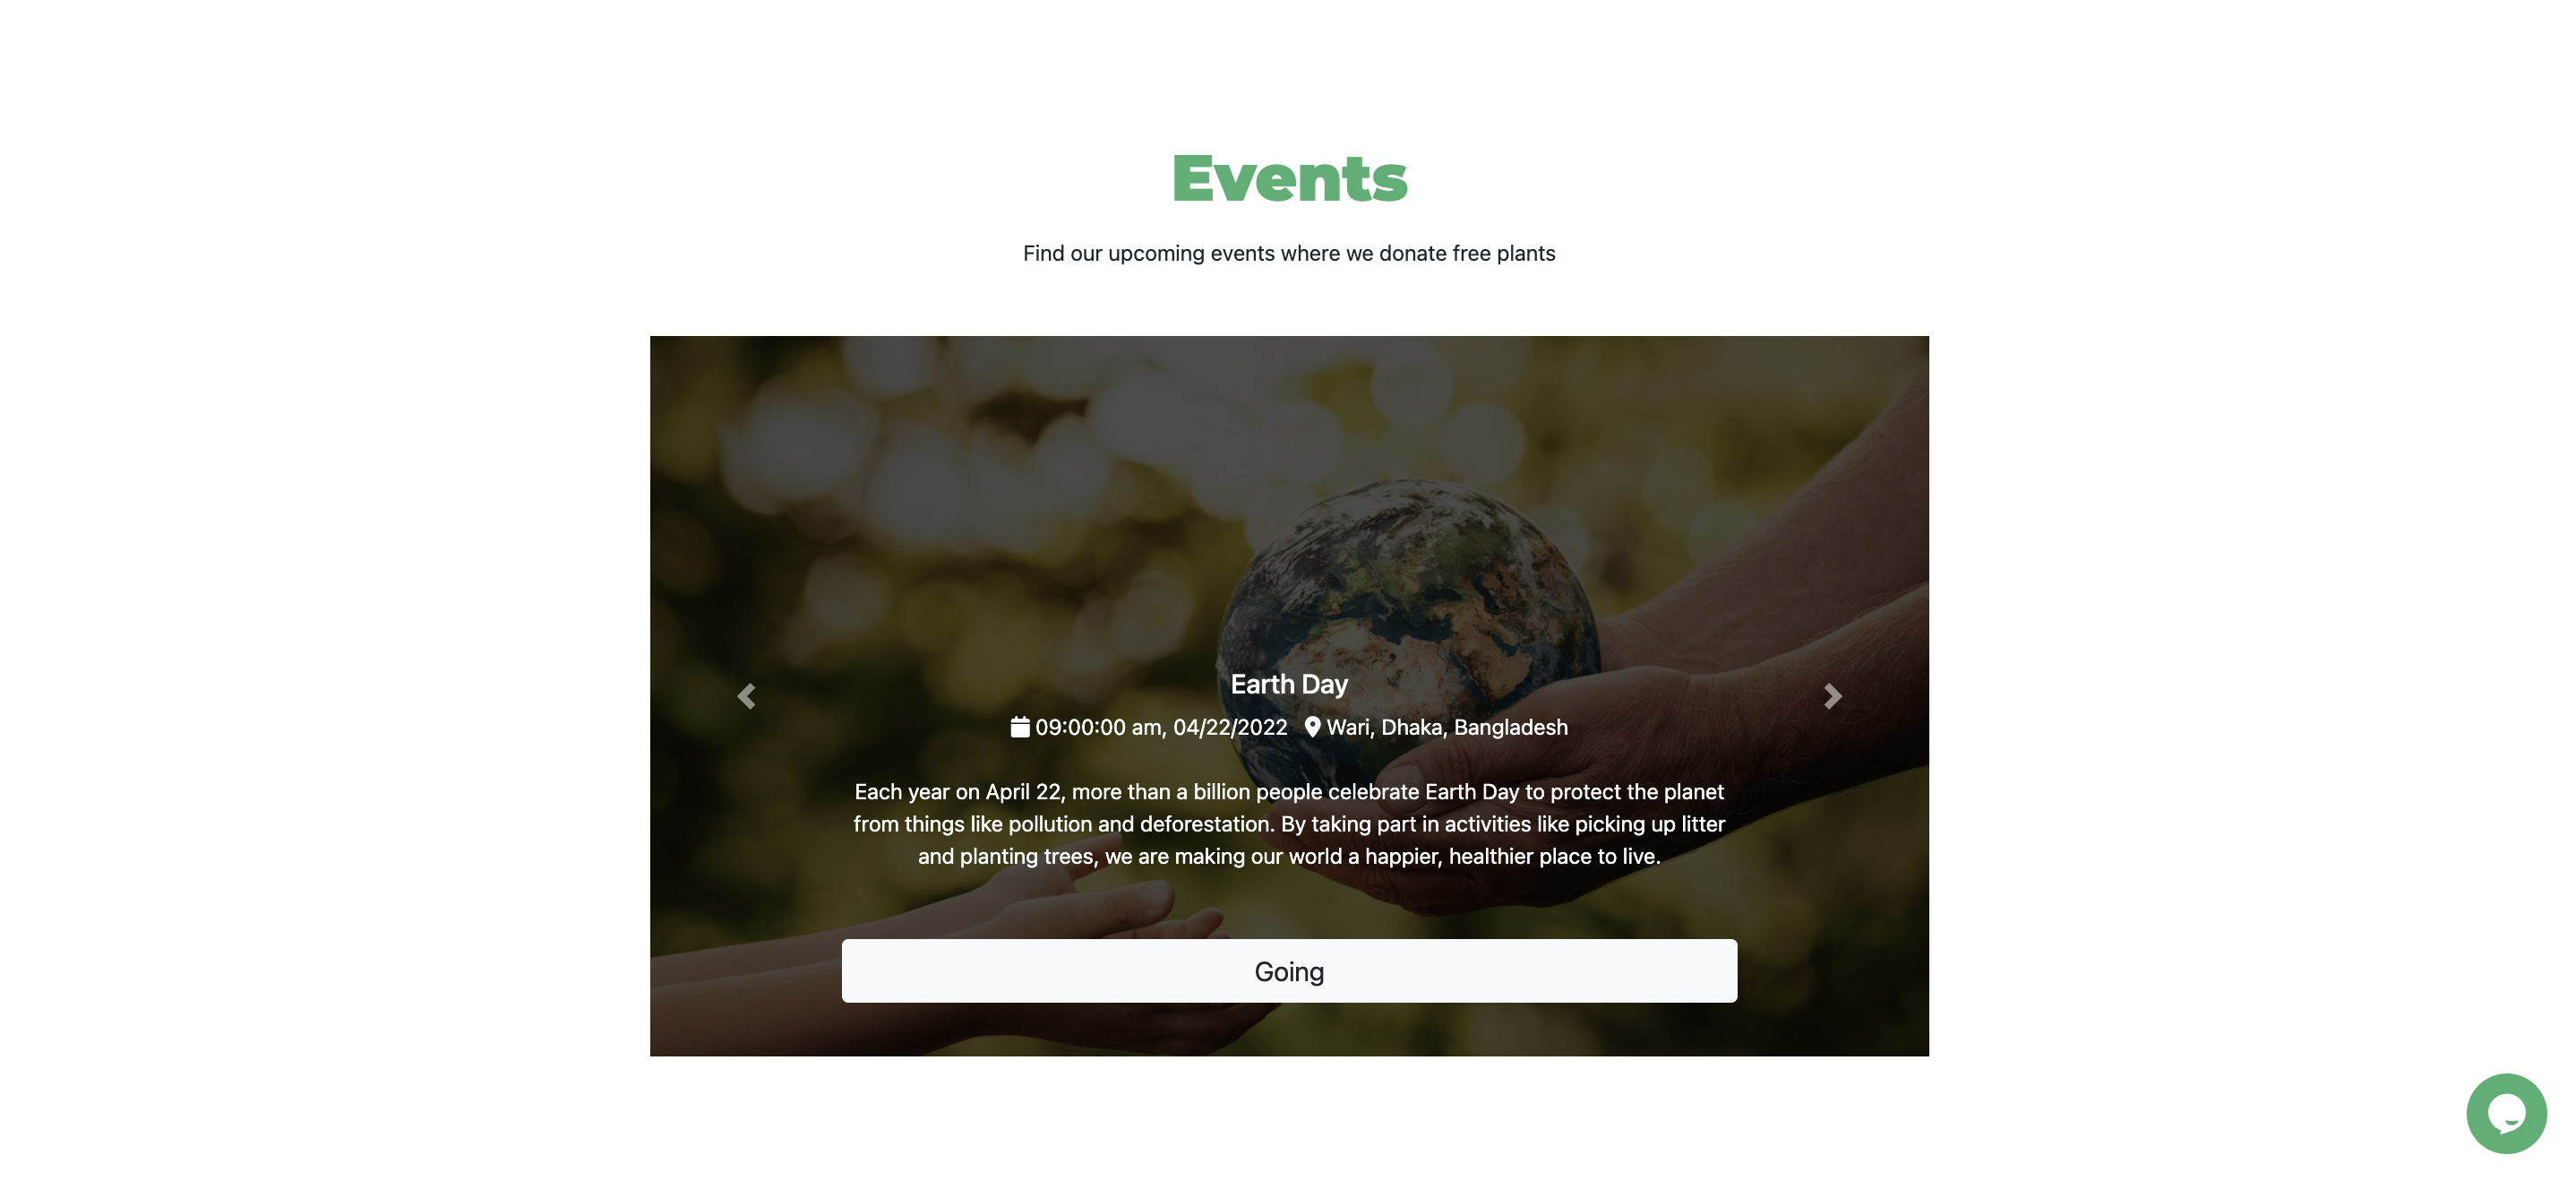 Events
Find our upcoming events where we donate free plants
Earth Day
09:00:00 am, 04/22/2022 Wari, Dhaka, Bangladesh
Each year on April 22, more than a billion people celebrate Earth Day to protect the planet
from things like pollution and deforestation. By taking part in activities like picking up litter
and planting trees, we are making our world a happier, healthier place to live.
Going